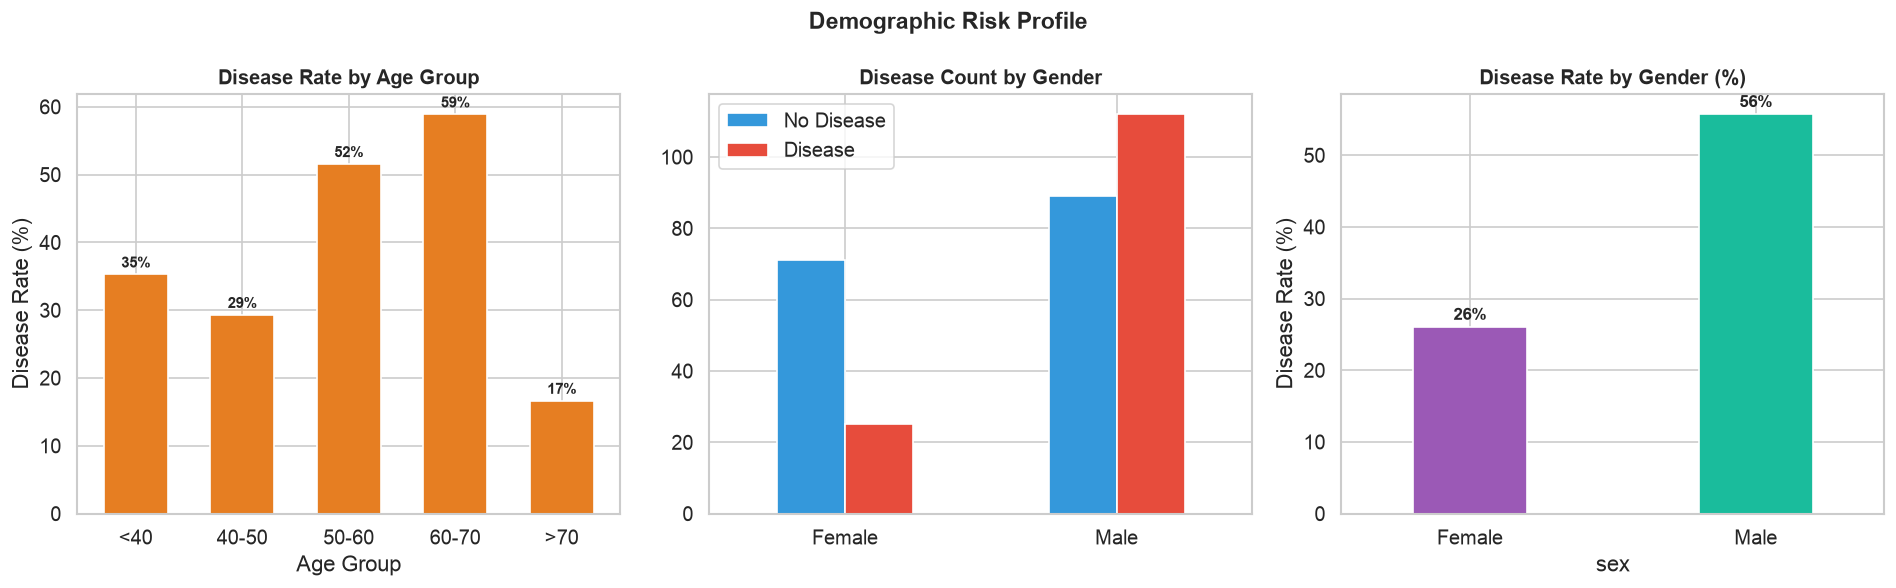 Demographic Risk Profile
Disease Rate by Age Group
Disease Rate (%)
60
50
40
30
20
10
0
35%
29%
52%
59%
17%
<40
40-50
50-60
60-70
>70
Age Group
Disease Count by Gender
No Disease
Disease
100
80
60
40
20
0
Female
Male
Disease Rate by Gender (%)
Disease Rate (%)
50
40
30
20
10
0
26%
56%
Female
Male
sex